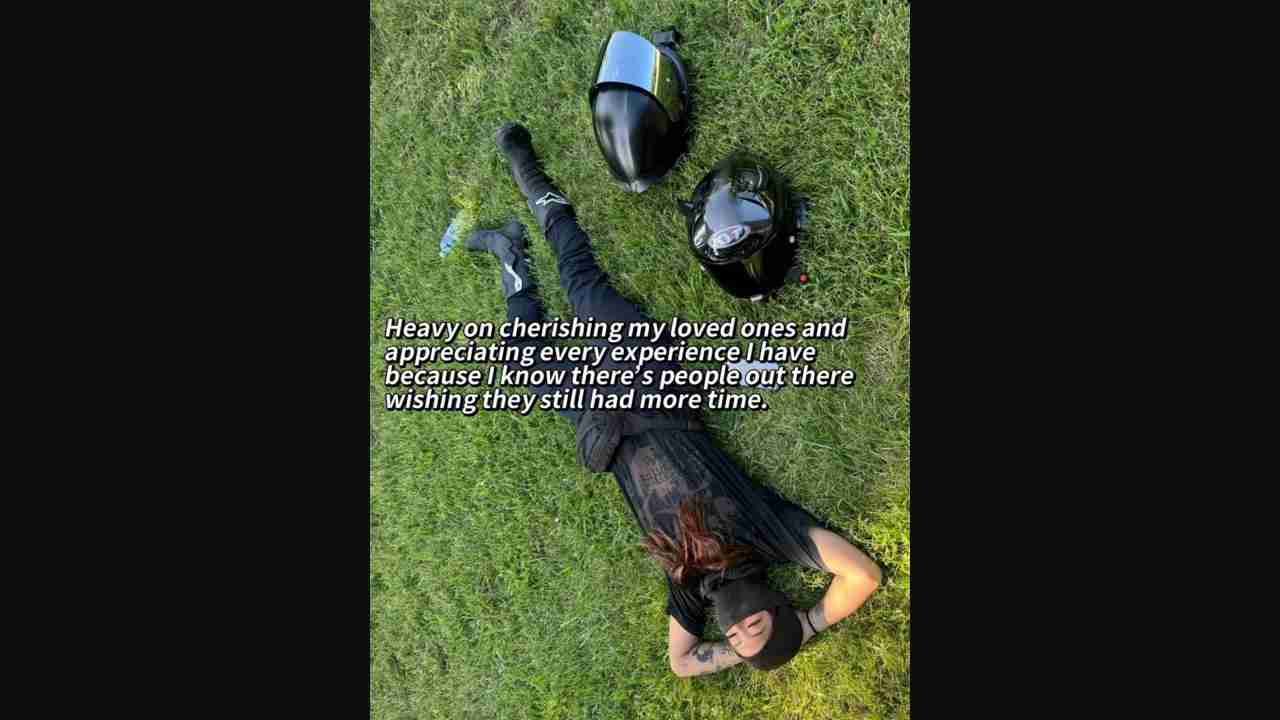 Heavy on cherishing my loved ones and
appreciating every experience I have
because I know there's people out there
wishing they still had more time.